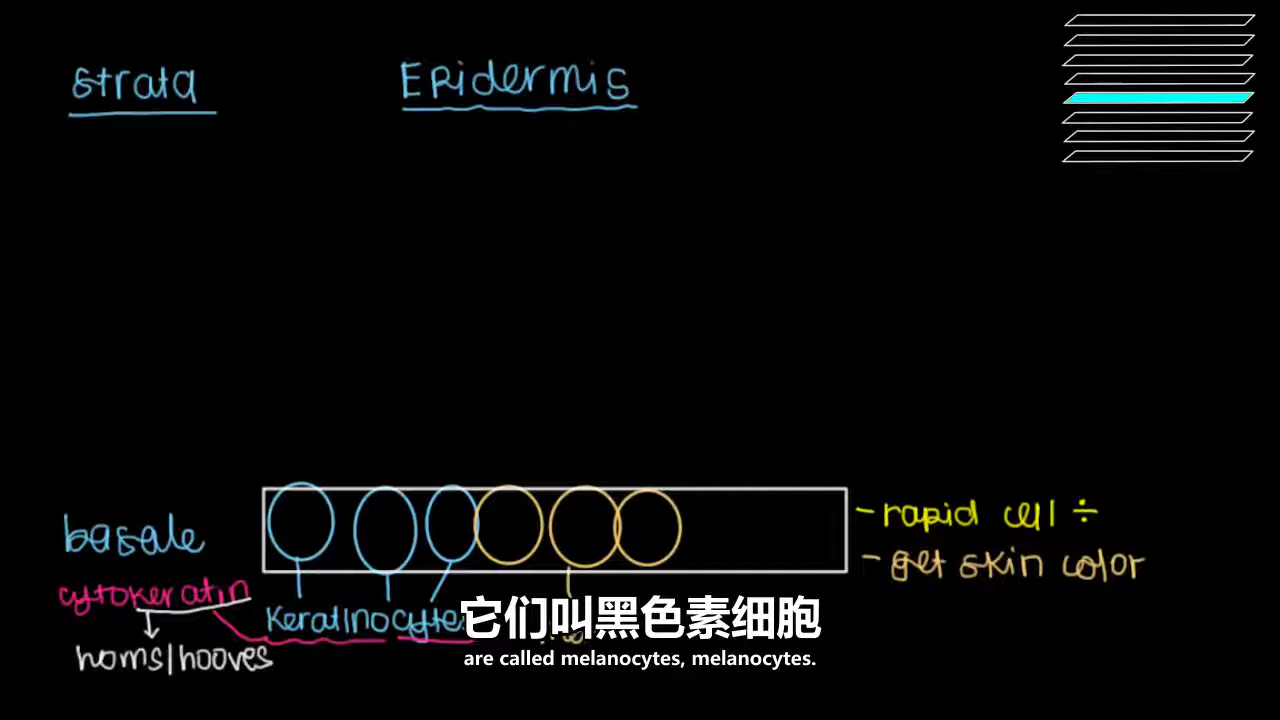 strata
Epidermis
basale
- rapid cell ÷
- get skin color
cytokeratin
Keratinocyte
horns/hooves
它们叫黑色素细胞
are called melanocytes, melanocytes.